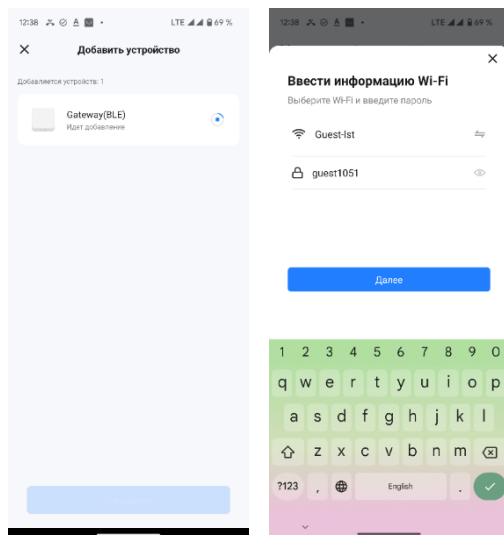 12:38 LTE 69 %
Добавить устройство
Добавляется устройств: 1
Gateway(BLE)
Идет добавление
12:38 LTE 69 %
Ввести информацию Wi-Fi
Выберите Wi-Fi и введите пароль
Guest-Ist
guest1051
Далее
1 2 3 4 5 6 7 8 9 0
q w e r t y u i o p
a s d f g h j k l
z x c v b n m
?123 , English .